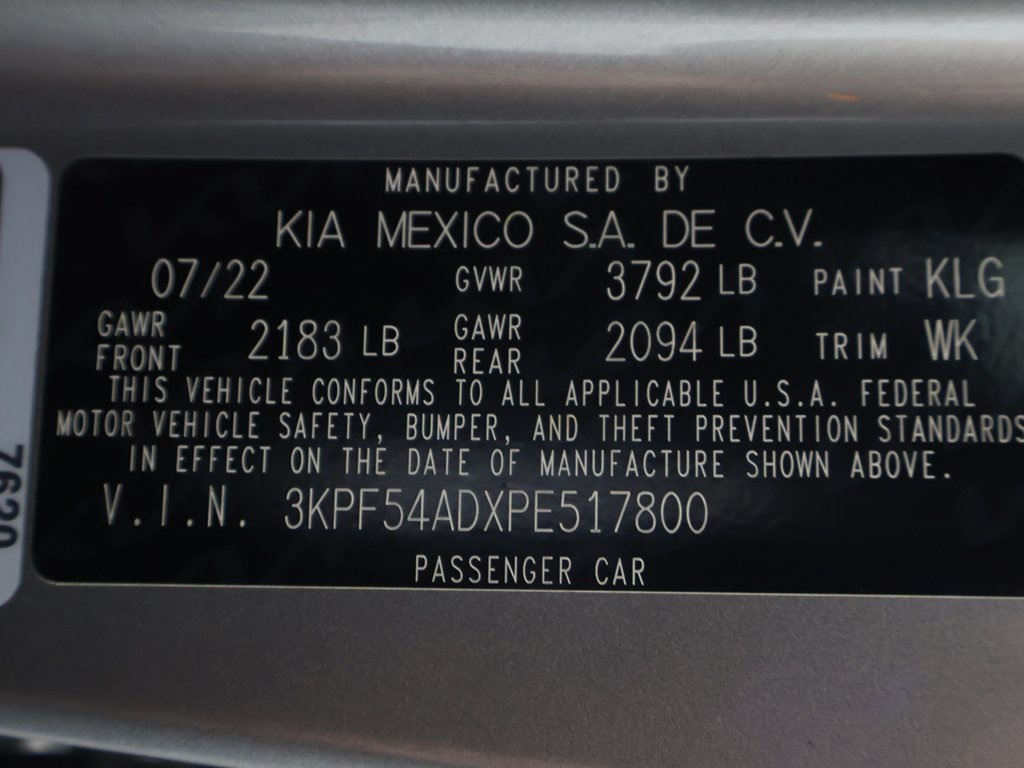 MANUFACTURED BY
KIA MEXICO S.A. DE C.V.
07/22 GVWR 3792 LB PAINT KLG
GAWR FRONT 2183 LB GAWR REAR 2094 LB TRIM WK
THIS VEHICLE CONFORMS TO ALL APPLICABLE U.S.A. FEDERAL
MOTOR VEHICLE SAFETY, BUMPER, AND THEFT PREVENTION STANDARDS
IN EFFECT ON THE DATE OF MANUFACTURE SHOWN ABOVE.
V.I.N. 3KPF54ADXPE517800
PASSENGER CAR
7620